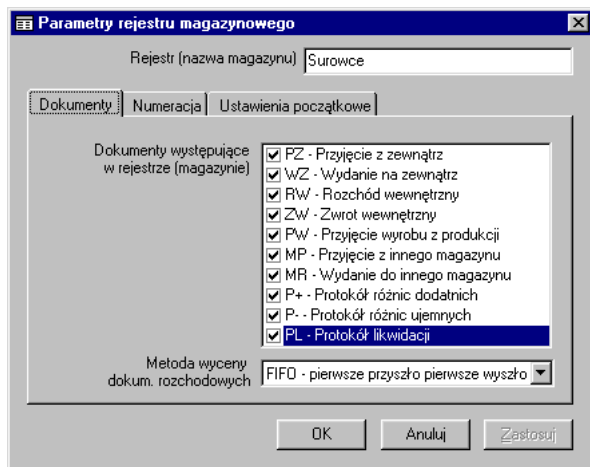 Parametry rejestru magazynowego
Rejestr (nazwa magazynu) Surowce
Dokumenty Numeracja Ustawienia początkowe
Dokumenty występujące
w rejestrze (magazynie)
PZ - Przyjęcie z zewnątrz
WZ - Wydanie na zewnątrz
RW - Rozchód wewnętrzny
ZW - Zwrot wewnętrzny
PW - Przyjęcie wyrobu z produkcji
MP - Przyjęcie z innego magazynu
MR - Wydanie do innego magazynu
P+ - Protokół różnic dodatnich
P- - Protokół różnic ujemnych
PL - Protokół likwidacji
Metoda wyceny
dokum. rozchodowych
FIFO - pierwsze przyszło pierwsze wyszło
OK Anuluj Zastosuj